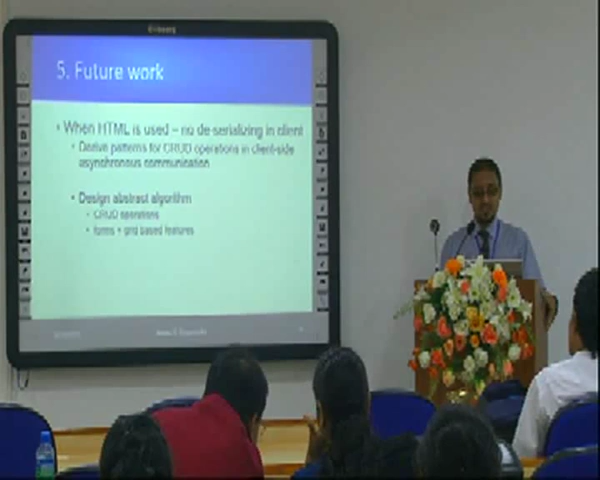 5. Future work
• When HTML is used – no de-serializing in client
• Derive patterns for CRUD operations in client-side
asynchronous communication
• Design abstract algorithm
• CRUD operations
• forms + grid based features